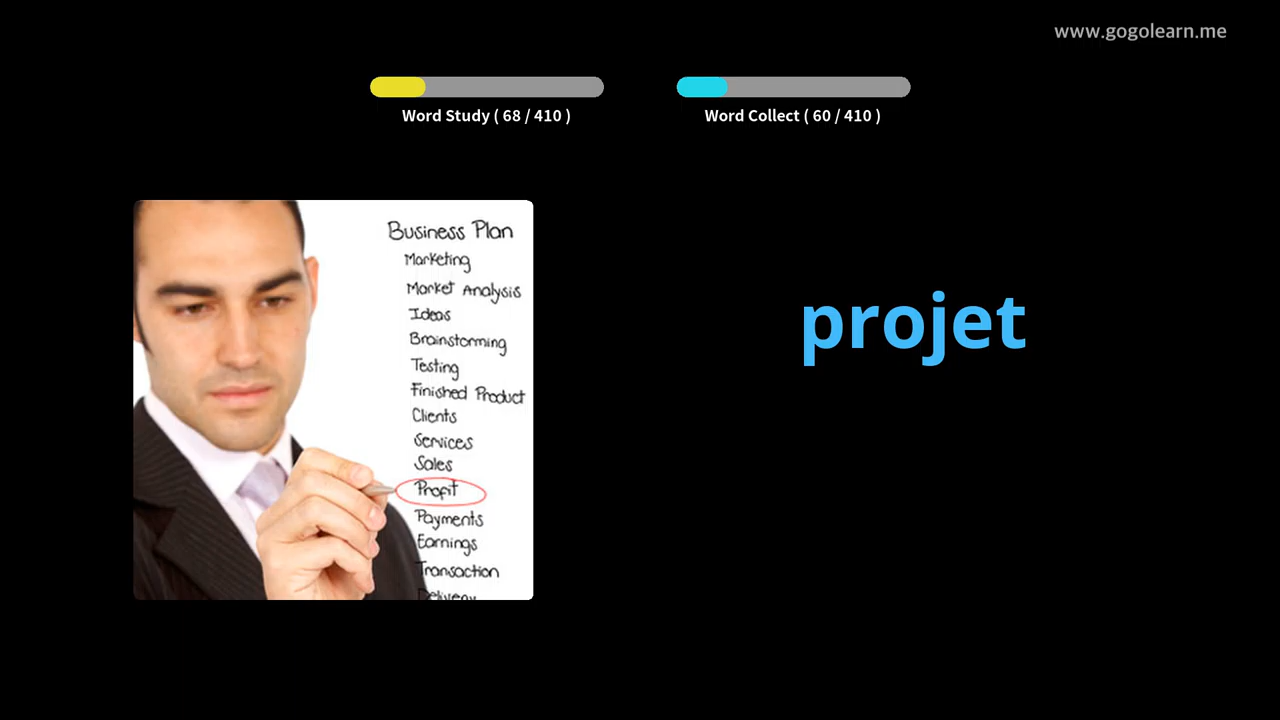 www.gogolearn.me
Word Study ( 68 / 410 )
Word Collect ( 60 / 410 )
Business Plan
Marketing
Market Analysis
Ideas
Brainstorming
Testing
Finished Product
Clients
Services
Sales
Profit
Payments
Earnings
Transaction
Delivery
projet